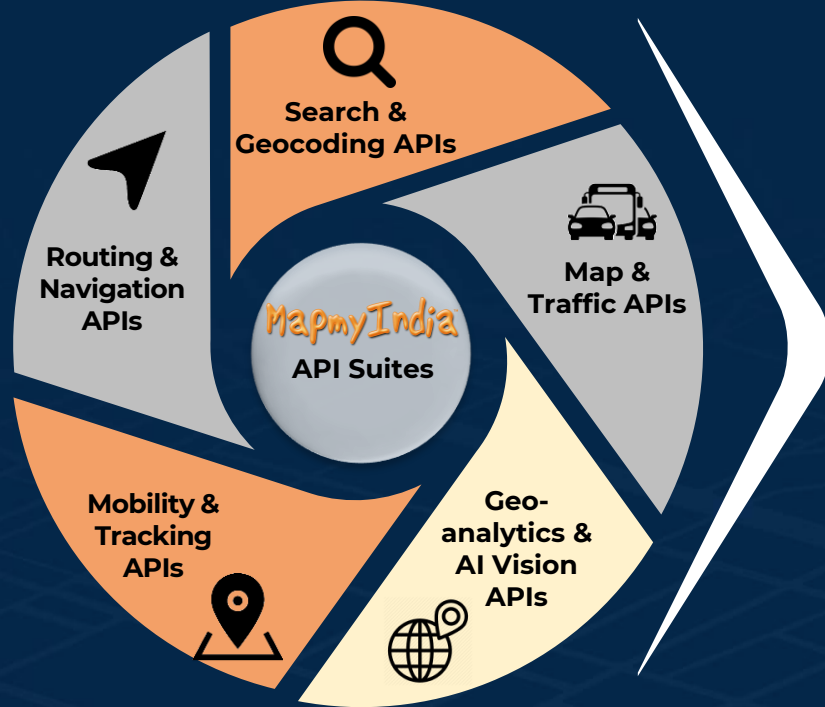 Search &
Geocoding APIs
Map &
Traffic APIs
Routing &
Navigation
APIs
MapmyIndia
API Suites
Mobility &
Tracking
APIs
Geo-
analytics &
AI Vision
APIs